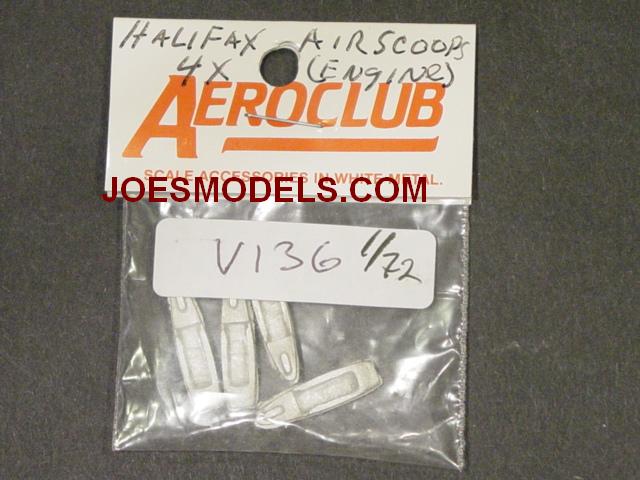 HALIFAX AIRSCOOPS
4X (ENGINE)
AEROCLUB
SCALE ACCESSORIES IN WHITE METAL.
JOESMODELS.COM
V136 1/72